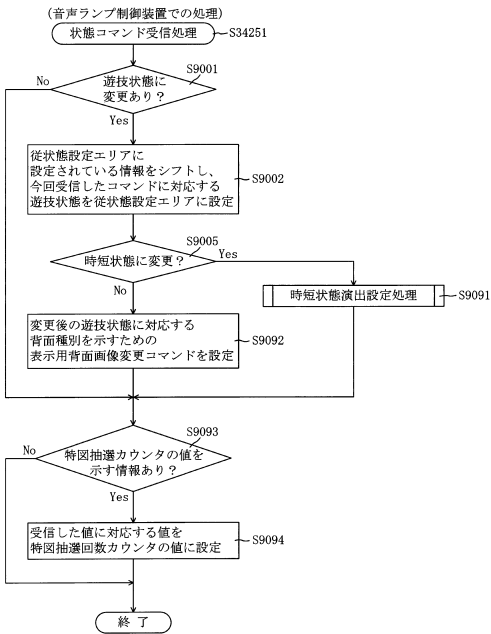 (音声ランプ制御装置での処理)
状態コマンド受信処理
S34251
S9001
遊技状態に
変更あり？
No
Yes
従状態設定エリアに
設定されている情報をシフトし、
今回受信したコマンドに対応する
遊技状態を従状態設定エリアに設定
S9002
S9005
時短状態に変更？
Yes
No
時短状態演出設定処理
S9091
変更後の遊技状態に対応する
背面種別を示すための
表示用背面画像変更コマンドを設定
S9092
S9093
特図抽選カウンタの値を
示す情報あり？
No
Yes
受信した値に対応する値を
特図抽選回数カウンタの値に設定
S9094
終了